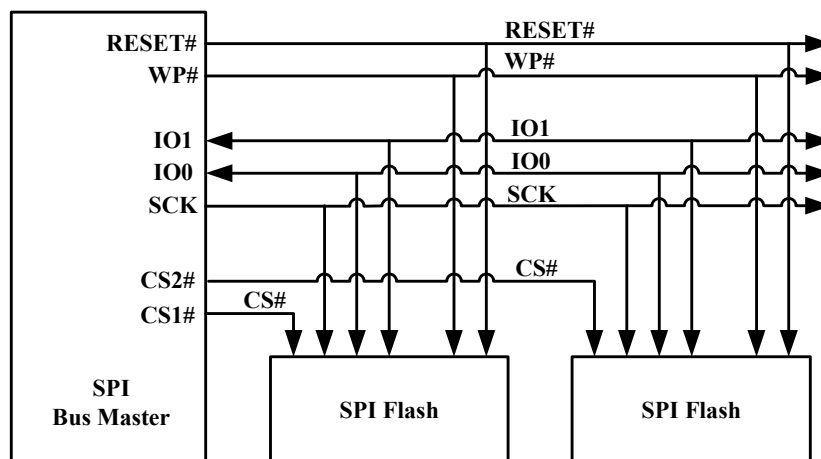 RESET#
RESET#
WP#
WP#
IO1
IO1
IO0
IO0
SCK
SCK
CS2#
CS#
CS1#
CS#
SPI
Bus Master
SPI Flash
SPI Flash